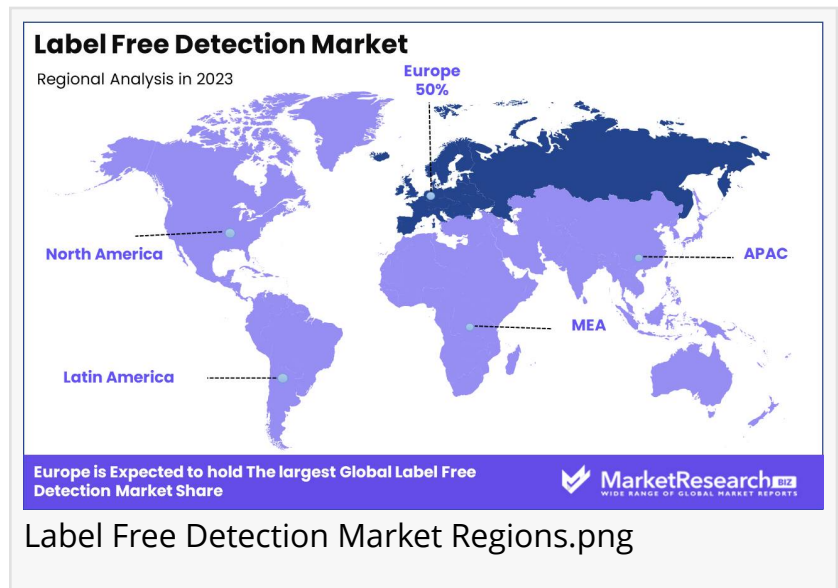 Label Free Detection Market
Regional Analysis in 2023
Europe
50%
North America
APAC
MEA
Latin America
Europe is Expected to hold The largest Global Label Free
Detection Market Share
MarketResearch BIZ
WIDE RANGE OF GLOBAL MARKET REPORTS
Label Free Detection Market Regions.png